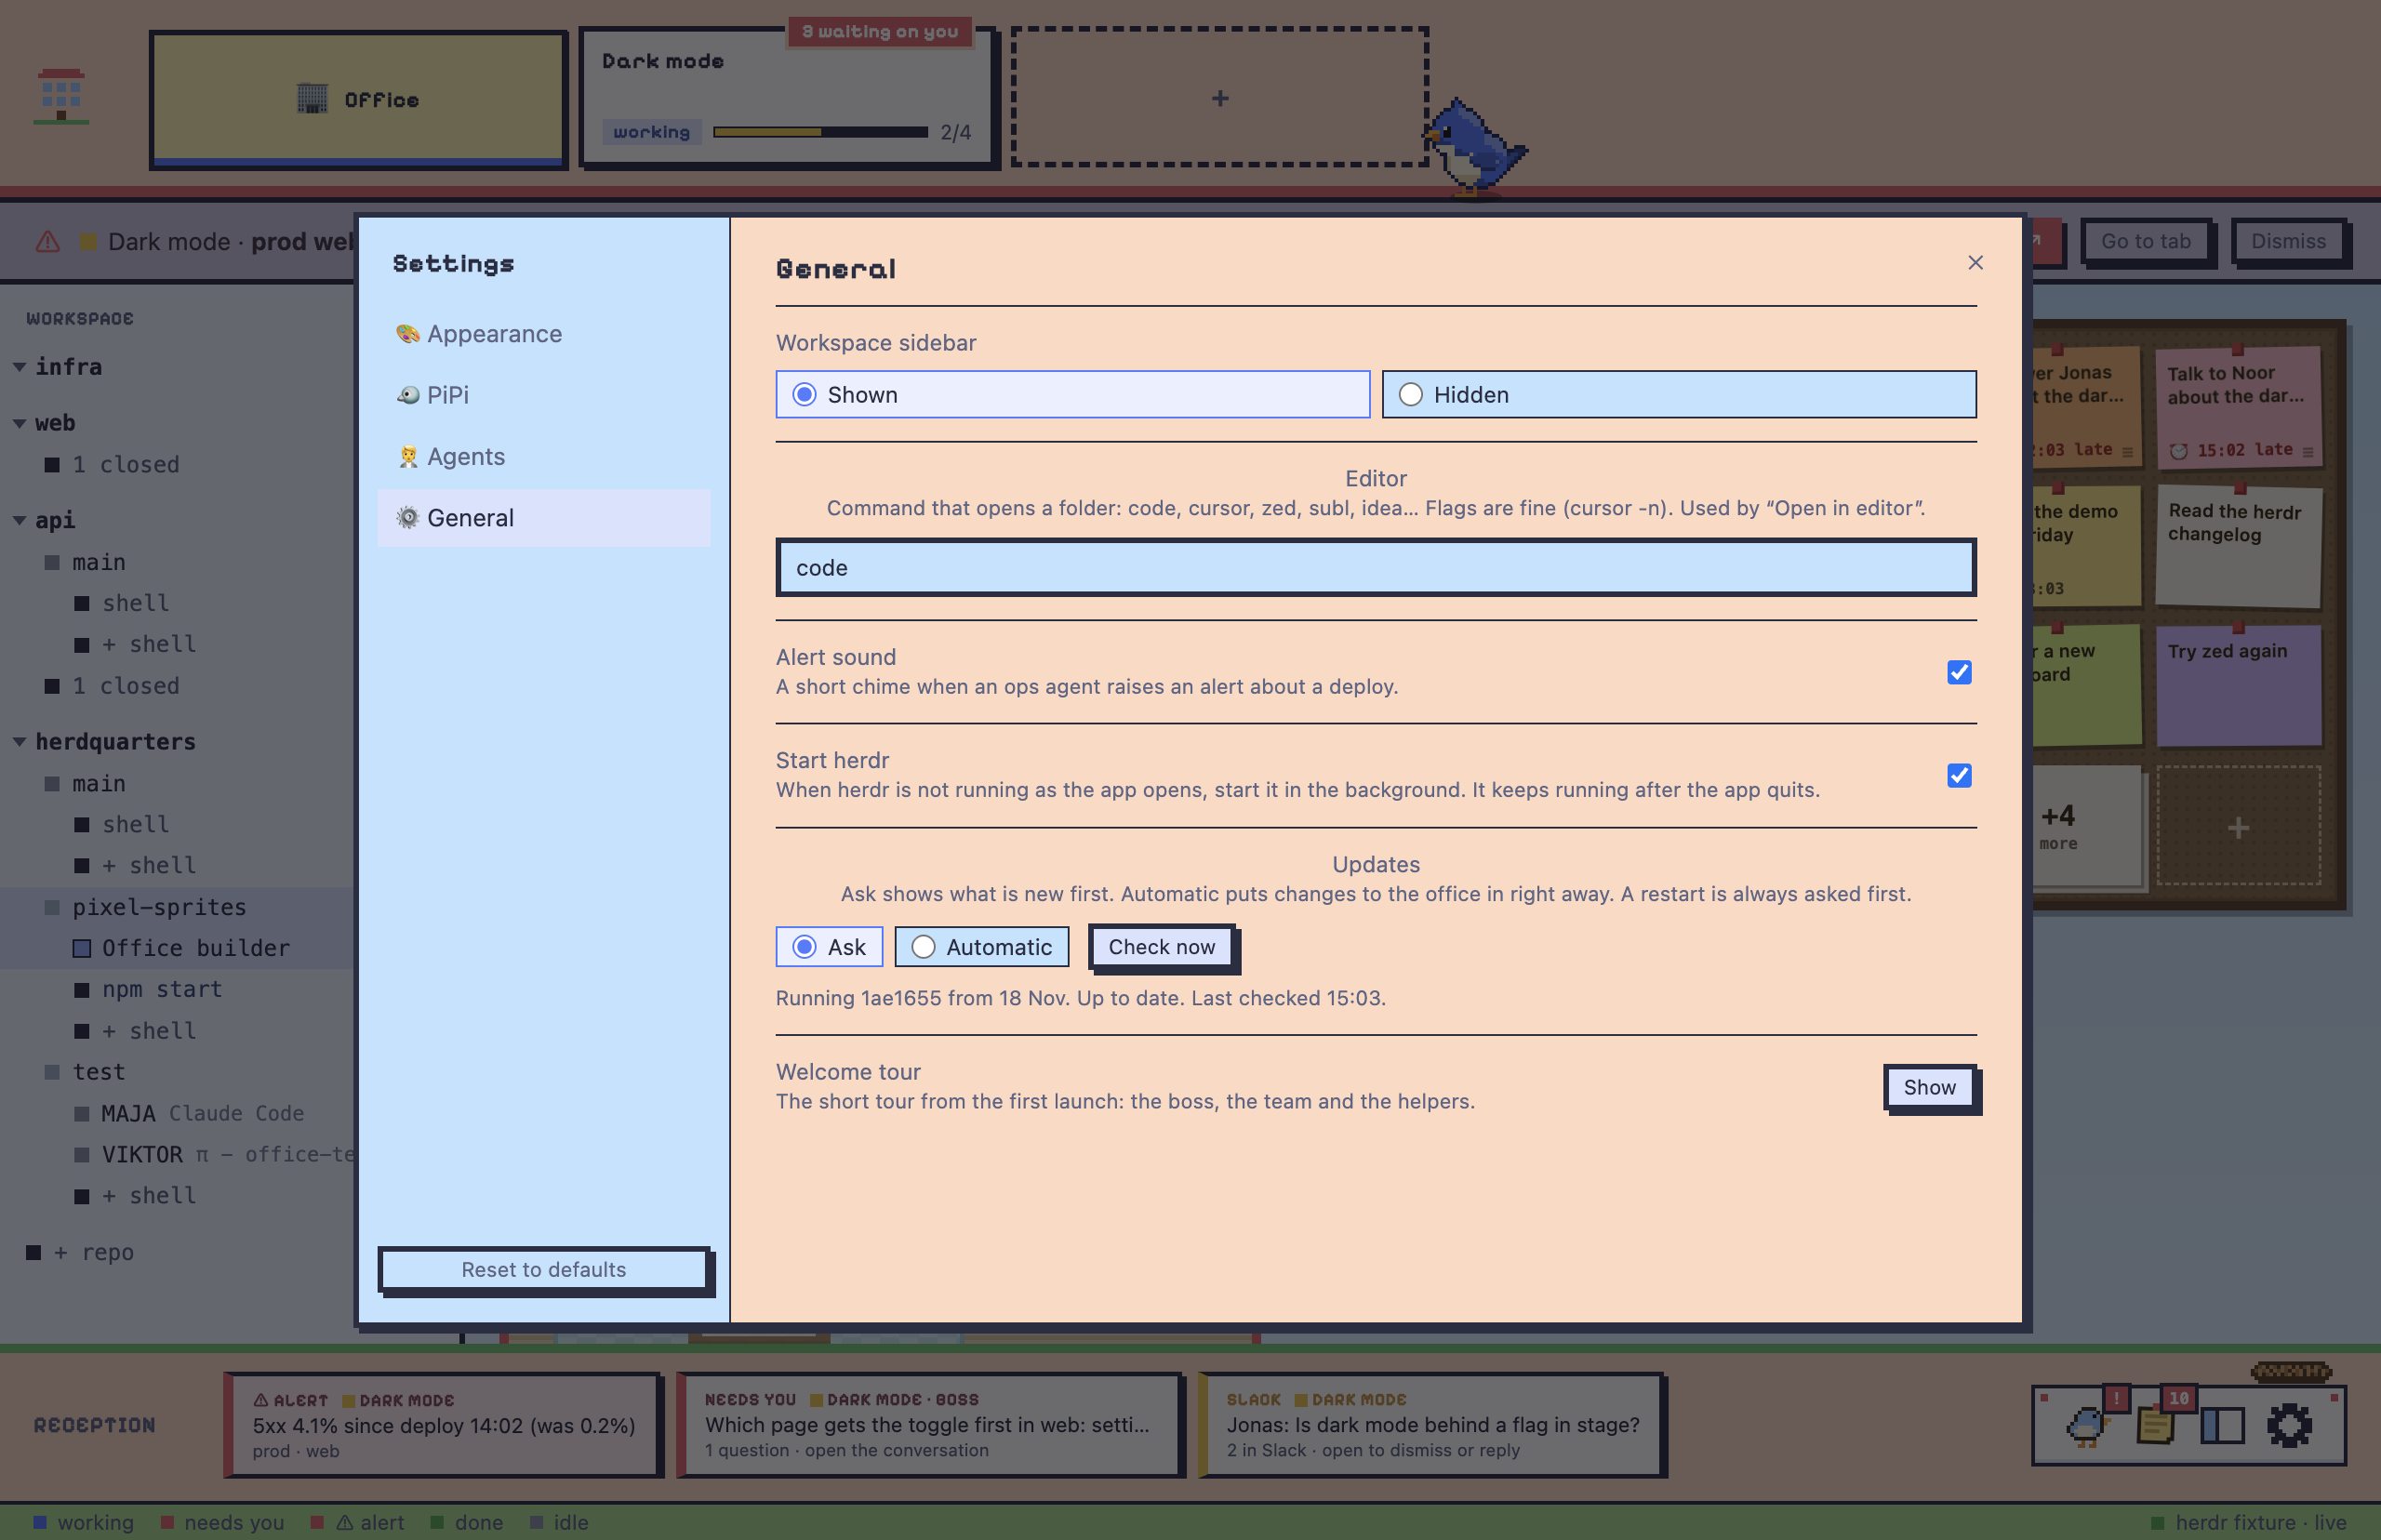 3 waiting on you
Office
Dark mode
working
2/4
+
Dark mode · prod web
Go to tab
Dismiss
WORKSPACE
infra
web
1 closed
api
main
shell
+ shell
1 closed
herdquarters
main
shell
+ shell
pixel-sprites
Office builder
npm start
+ shell
test
MAJA Claude Code
VIKTOR π - office-te
+ shell
+ repo
Settings
Appearance
PiPi
Agents
General
Reset to defaults
General
×
Workspace sidebar
Shown
Hidden
Editor
Command that opens a folder: code, cursor, zed, subl, idea… Flags are fine (cursor -n). Used by “Open in editor”.
code
Alert sound
A short chime when an ops agent raises an alert about a deploy.
Start herdr
When herdr is not running as the app opens, start it in the background. It keeps running after the app quits.
Updates
Ask shows what is new first. Automatic puts changes to the office in right away. A restart is always asked first.
Ask
Automatic
Check now
Running 1ae1655 from 18 Nov. Up to date. Last checked 15:03.
Welcome tour
The short tour from the first launch: the boss, the team and the helpers.
Show
Jonas
the dar…
:03 late
Talk to Noor
about the dar…
15:02 late
the demo
:03
Read the herdr
changelog
a new
Try zed again
+4
more
+
RECEPTION
ALERT DARK MODE
5xx 4.1% since deploy 14:02 (was 0.2%)
prod · web
NEEDS YOU DARK MODE · BOSS
Which page gets the toggle first in web: setti…
1 question · open the conversation
SLACK DARK MODE
Jonas: Is dark mode behind a flag in stage?
2 in Slack · open to dismiss or reply
!
10
working
needs you
alert
done
idle
herdr fixture · live